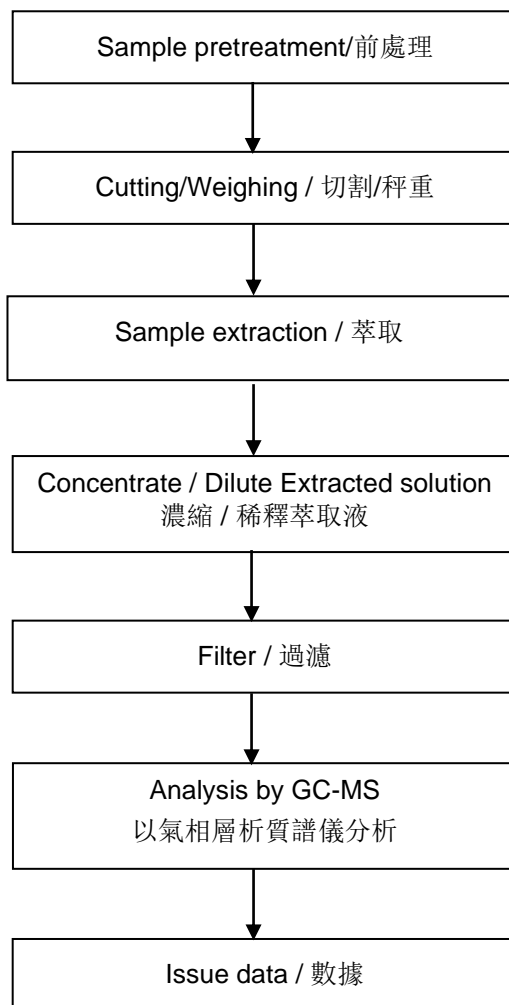 Sample pretreatment/前處理
Cutting/Weighing / 切割/秤重
Sample extraction / 萃取
Concentrate / Dilute Extracted solution
濃縮 / 稀釋萃取液
Filter / 過濾
Analysis by GC-MS
以氣相層析質譜儀分析
Issue data / 數據